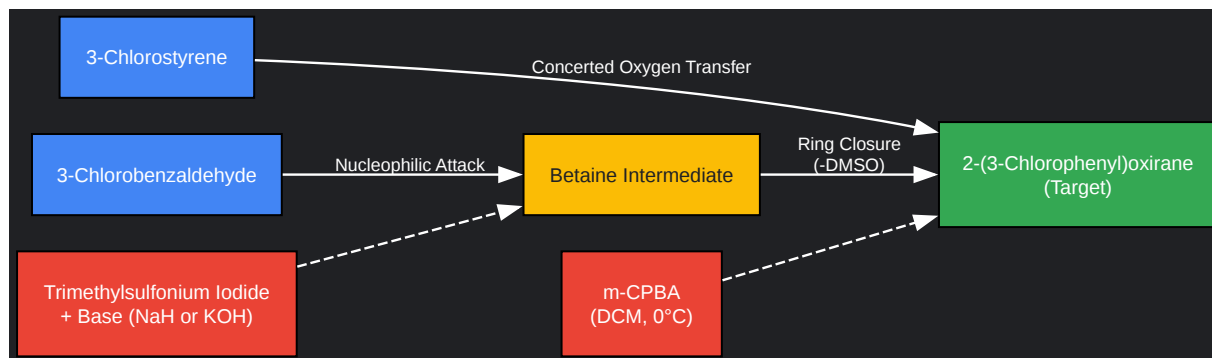 3-Chlorostyrene
Concerted Oxygen Transfer
3-Chlorobenzaldehyde
Nucleophilic Attack
Betaine Intermediate
Ring Closure
(-DMSO)
2-(3-Chlorophenyl)oxirane
(Target)
Trimethylsulfonium Iodide
+ Base (NaH or KOH)
m-CPBA
(DCM, 0°C)